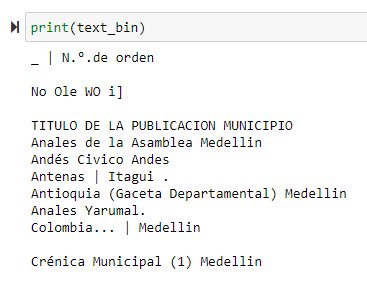 print(text_bin)
_ | N.º.de orden
No Ole WO i]
TITULO DE LA PUBLICACION MUNICIPIO
Anales de la Asamblea Medellin
Andés Civico Andes
Antenas | Itagui .
Antioquia (Gaceta Departamental) Medellin
Anales Yarumal.
Colombia... | Medellin
Crénica Municipal (1) Medellin